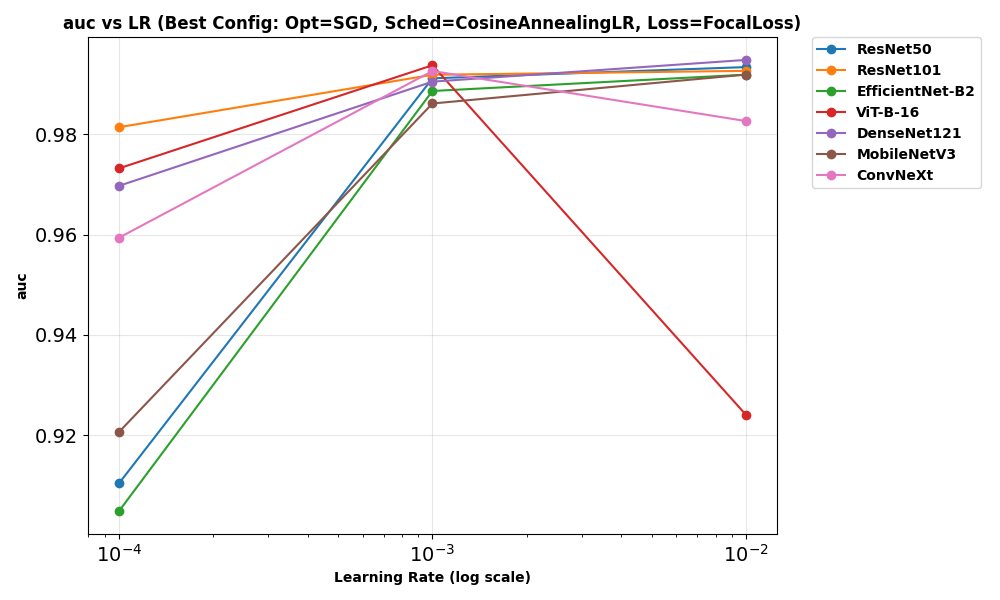 auc vs LR (Best Config: Opt=SGD, Sched=CosineAnnealingLR, Loss=FocalLoss)
ResNet50
ResNet101
EfficientNet-B2
ViT-B-16
DenseNet121
MobileNetV3
ConvNeXt
0.98
0.96
0.94
0.92
auc
10⁻⁴
10⁻³
10⁻²
Learning Rate (log scale)